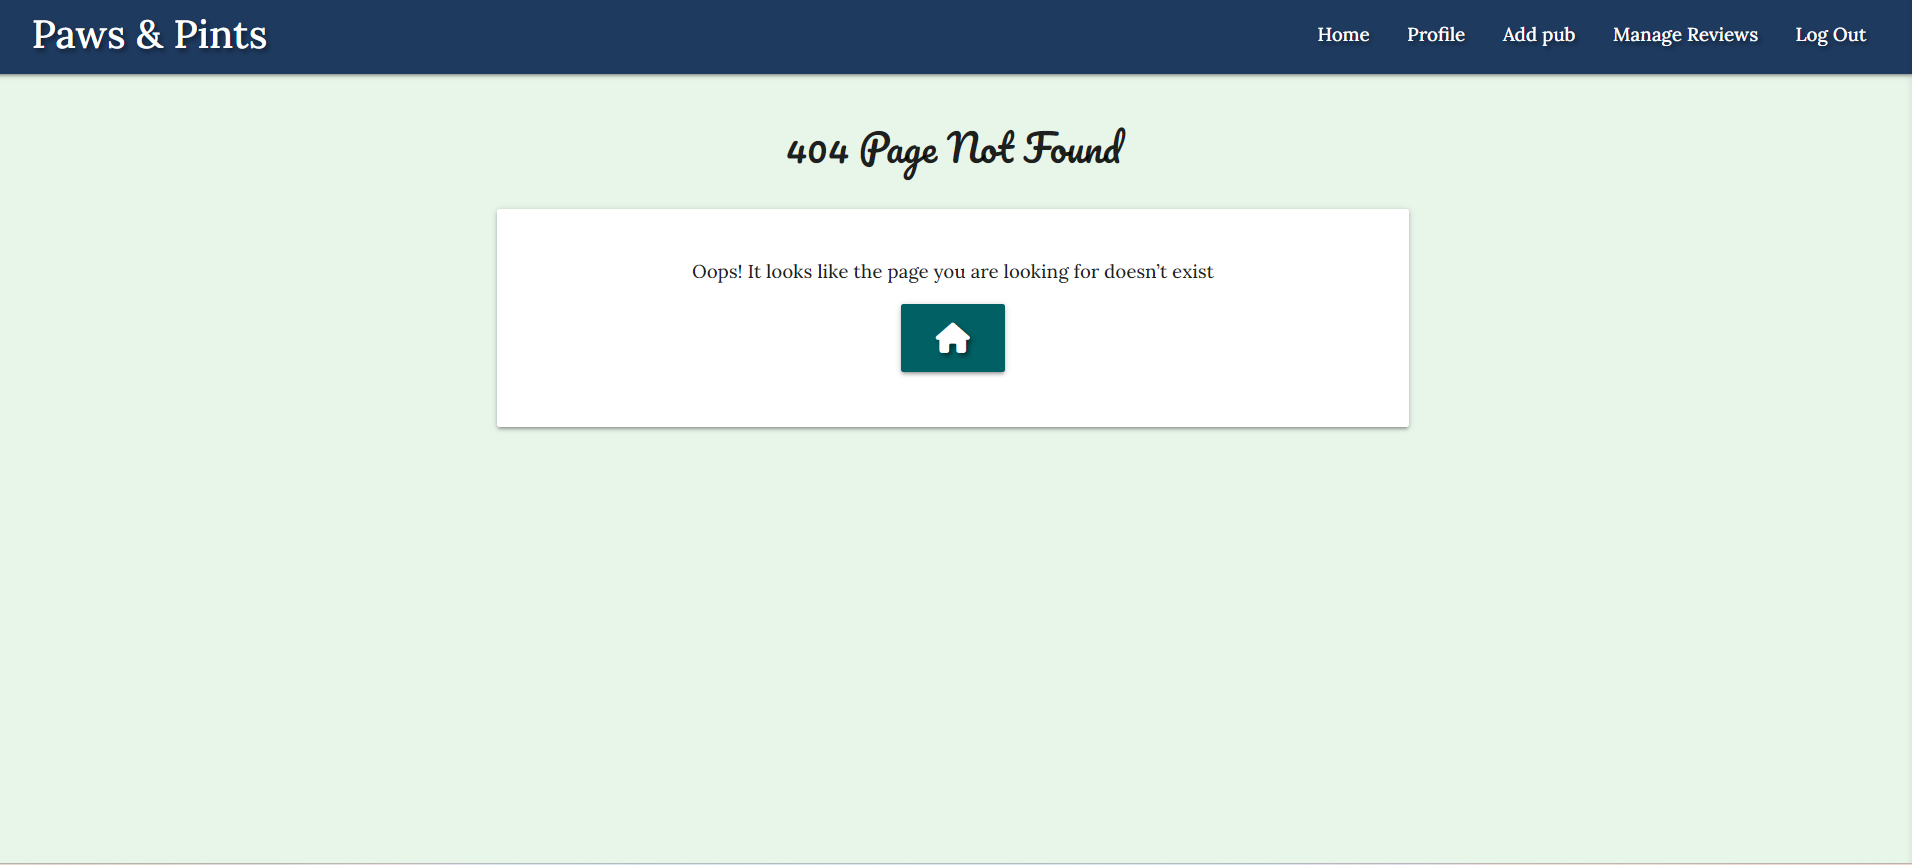 Paws & Pints
Home Profile Add pub Manage Reviews Log Out
404 Page Not Found
Oops! It looks like the page you are looking for doesn’t exist